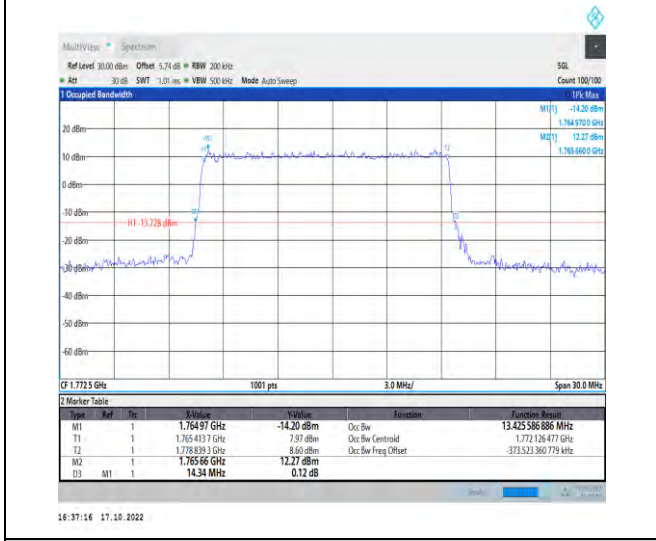 MultiView Spectrum
Ref Level 30.00 dBm Offset 5.74 dB RBW 200 kHz SGL
Att 30 dB SWT 1.01 ms VBW 500 kHz Mode Auto Sweep Count 100/100
1 Occupied Bandwidth 1Pk Max
M1[1] -14.20 dBm
1.764 970 0 GHz
M2[1] 12.27 dBm
1.765 660 0 GHz
20 dBm
M2
T1 T2
10 dBm
0 dBm
-10 dBm
M1 D3
H1 -13.728 dBm
-20 dBm
-30 dBm
-40 dBm
-50 dBm
-60 dBm
CF 1.772 5 GHz 1001 pts 3.0 MHz/ Span 30.0 MHz
2 Marker Table
Type Ref Trc X-Value Y-Value Function Function Result
M1 1 1.764 97 GHz -14.20 dBm Occ Bw 13.425 586 886 MHz
T1 1 1.765 413 7 GHz 7.97 dBm Occ Bw Centroid 1.772 126 477 GHz
T2 1 1.778 839 3 GHz 8.60 dBm Occ Bw Freq Offset -373.523 360 779 kHz
M2 1 1.765 66 GHz 12.27 dBm
D3 M1 1 14.34 MHz 0.12 dB
16:37:16 17.10.2022